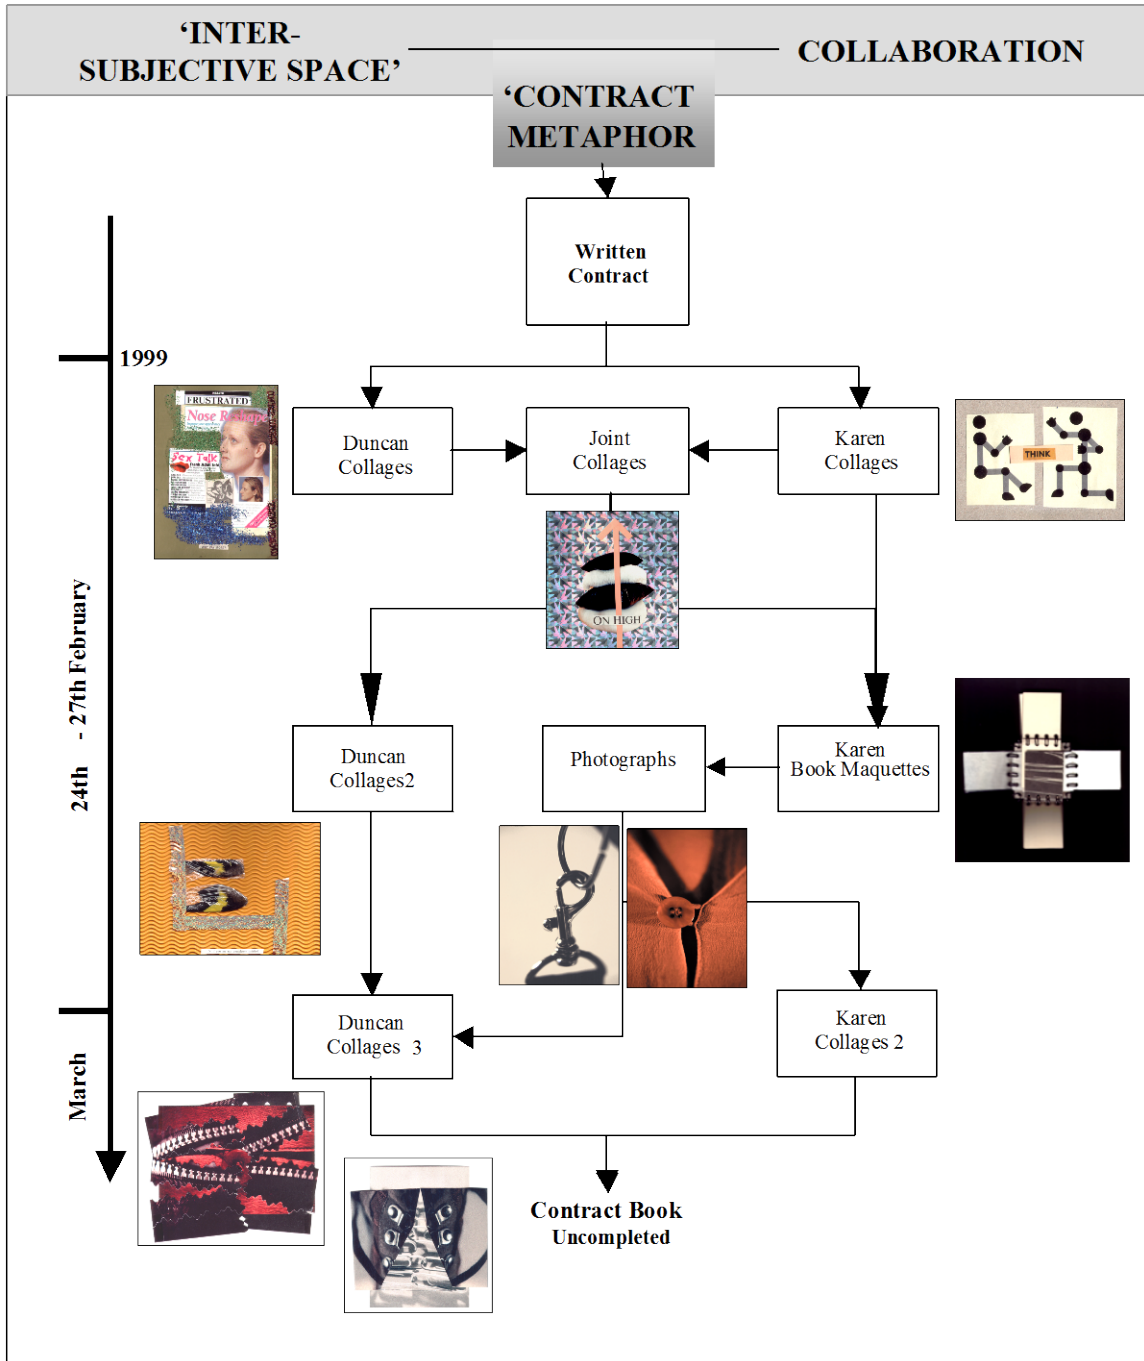 ‘INTER-
SUBJECTIVE SPACE’
COLLABORATION
‘CONTRACT
METAPHOR
Written
Contract
1999
FRUSTRATED
Nose Reshape
Sex Talk
Duncan
Collages
Joint
Collages
Karen
Collages
THINK
ON HIGH
24th - 27th February
Duncan
Collages2
Photographs
Karen
Book Maquettes
Duncan
Collages 3
Karen
Collages 2
March
Contract Book
Uncompleted